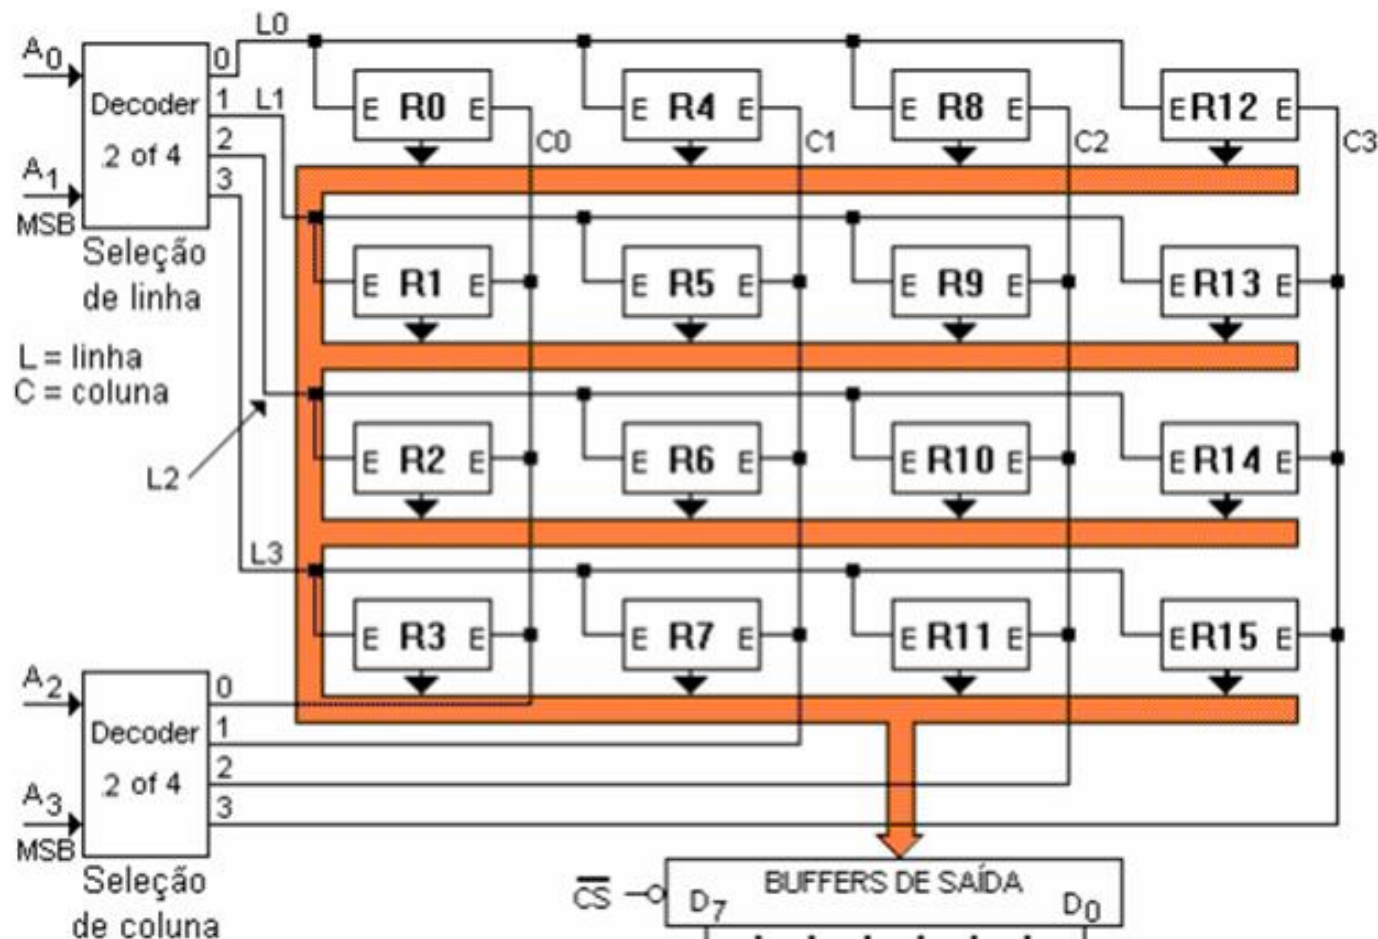 L0
A0
0
Decoder
1
L1
2 of 4
2
3
A1
MSB
Seleção
de linha
L = linha
C = coluna
L2
L3
E R0 E
E R4 E
E R8 E
E R12 E
C0
C1
C2
C3
E R1 E
E R5 E
E R9 E
E R13 E
E R2 E
E R6 E
E R10 E
E R14 E
E R3 E
E R7 E
E R11 E
E R15 E
A2
0
Decoder
1
2 of 4
2
A3
3
MSB
Seleção
de coluna
CS
BUFFERS DE SAÍDA
D7
D0